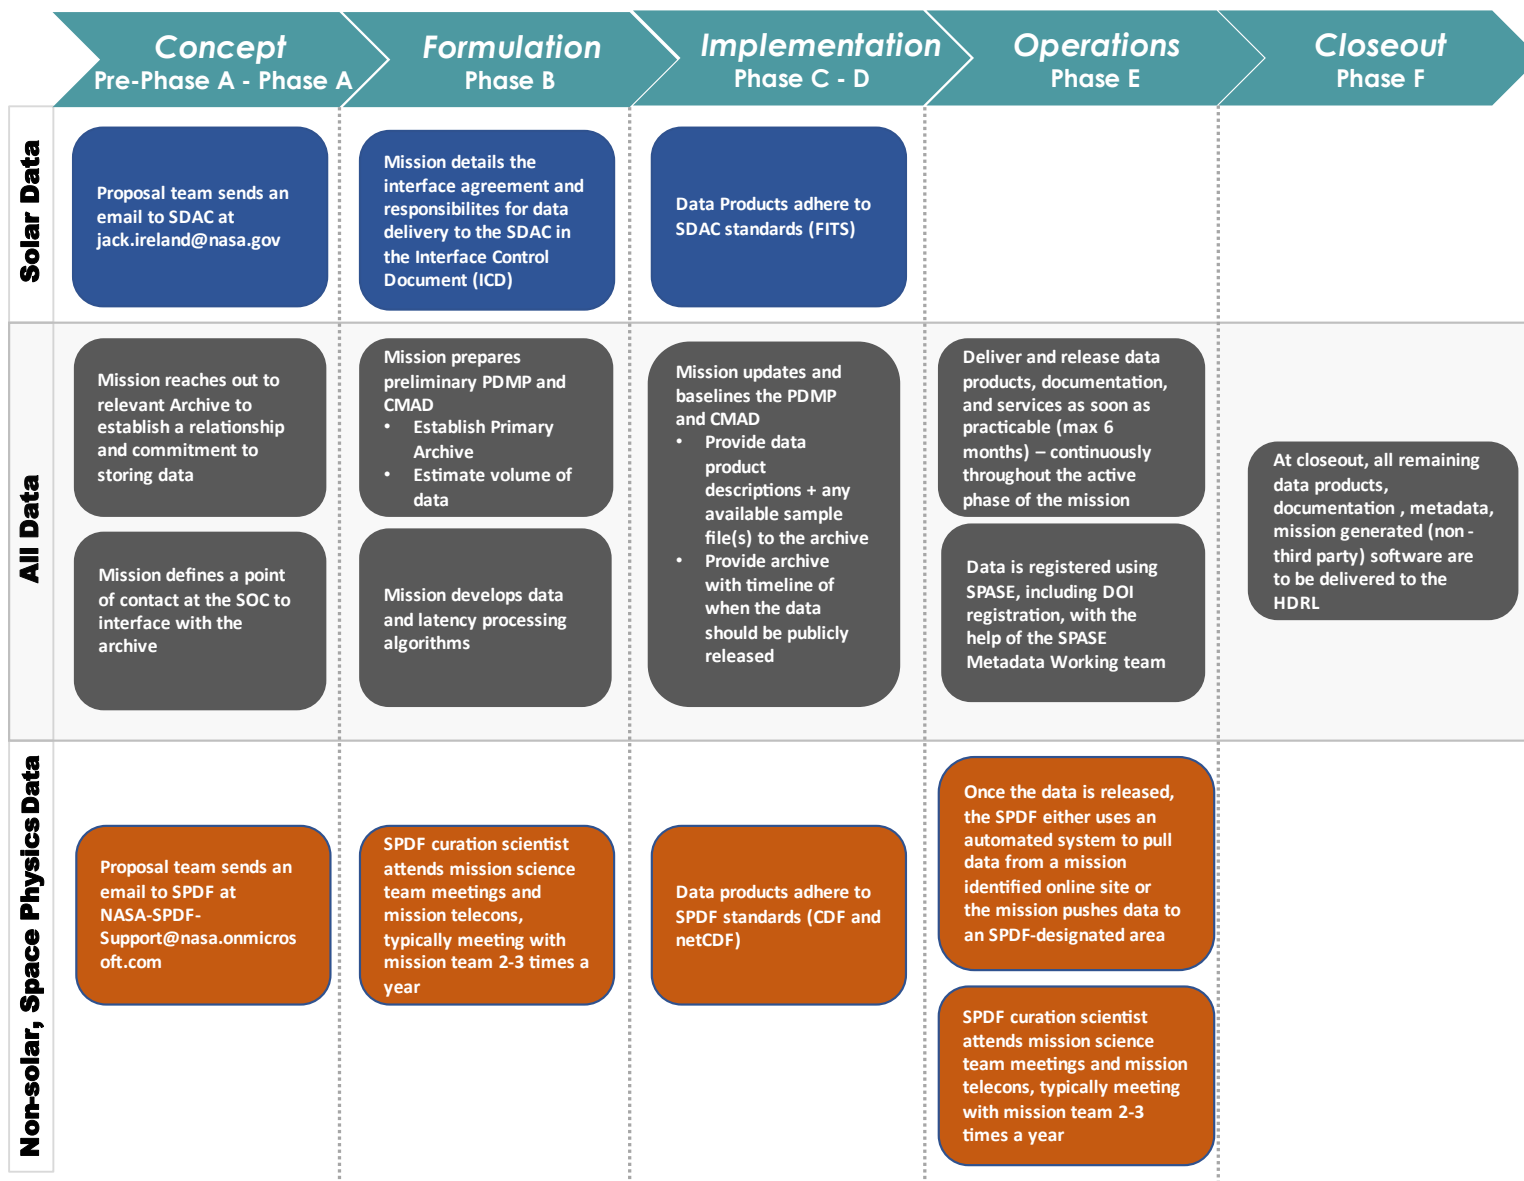 Concept
Pre-Phase A - Phase A
Formulation
Phase B
Implementation
Phase C - D
Operations
Phase E
Closeout
Phase F
Solar Data
Proposal team sends an
email to SDAC at
jack.ireland@nasa.gov
Mission details the
interface agreement and
responsibilites for data
delivery to the SDAC in
the Interface Control
Document (ICD)
Data Products adhere to
SDAC standards (FITS)
All Data
Mission reaches out to
relevant Archive to
establish a relationship
and commitment to
storing data
Mission defines a point
of contact at the SOC to
interface with the
archive
Mission prepares
preliminary PDMP and
CMAD
• Establish Primary
Archive
• Estimate volume of
data
Mission develops data
and latency processing
algorithms
Mission updates and
baselines the PDMP
and CMAD
• Provide data
product
descriptions + any
available sample
file(s) to the archive
• Provide archive
with timeline of
when the data
should be publicly
released
Deliver and release data
products, documentation,
and services as soon as
practicable (max 6
months) – continuously
throughout the active
phase of the mission
Data is registered using
SPASE, including DOI
registration, with the
help of the SPASE
Metadata Working team
At closeout, all remaining
data products,
documentation , metadata,
mission generated (non -
third party) software are
to be delivered to the
HDRL
Non-solar, Space Physics Data
Proposal team sends an
email to SPDF at
NASA-SPDF-
Support@nasa.onmicros
oft.com
SPDF curation scientist
attends mission science
team meetings and
mission telecons,
typically meeting with
mission team 2-3 times a
year
Data products adhere to
SPDF standards (CDF and
netCDF)
Once the data is released,
the SPDF either uses an
automated system to pull
data from a mission
identified online site or
the mission pushes data to
an SPDF-designated area
SPDF curation scientist
attends mission science
team meetings and mission
telecons, typically meeting
with mission team 2-3
times a year